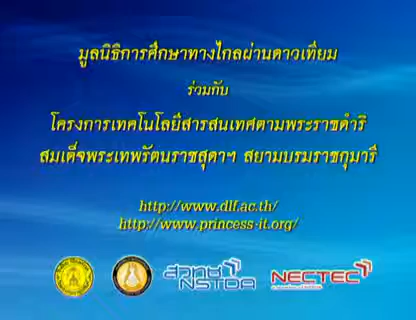 มูลนิธิการศึกษาทางไกลผ่านดาวเทียม
ร่วมกับ
โครงการเทคโนโลยีสารสนเทศตามพระราชดำริ
สมเด็จพระเทพรัตนราชสุดาฯ สยามบรมราชกุมารี
http://www.dlf.ac.th/
http://www.princess-it.org/
สวทช
NSTDA
NECTEC